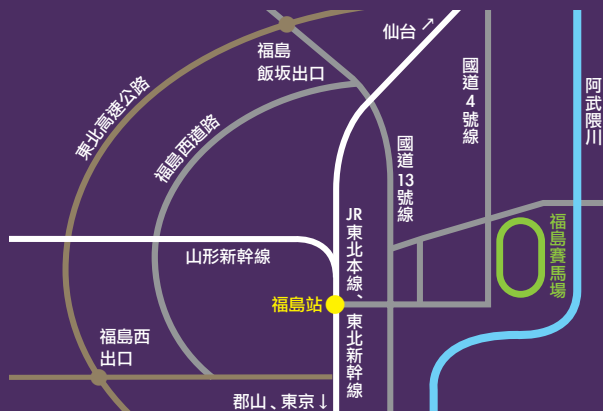 仙台↗
福島
飯坂出口
國道4號線
阿武隈川
東北高速公路
福島西道路
國道13號線
JR東北本線、東北新幹線
福島賽馬場
山形新幹線
福島站
福島西
出口
郡山、東京↓